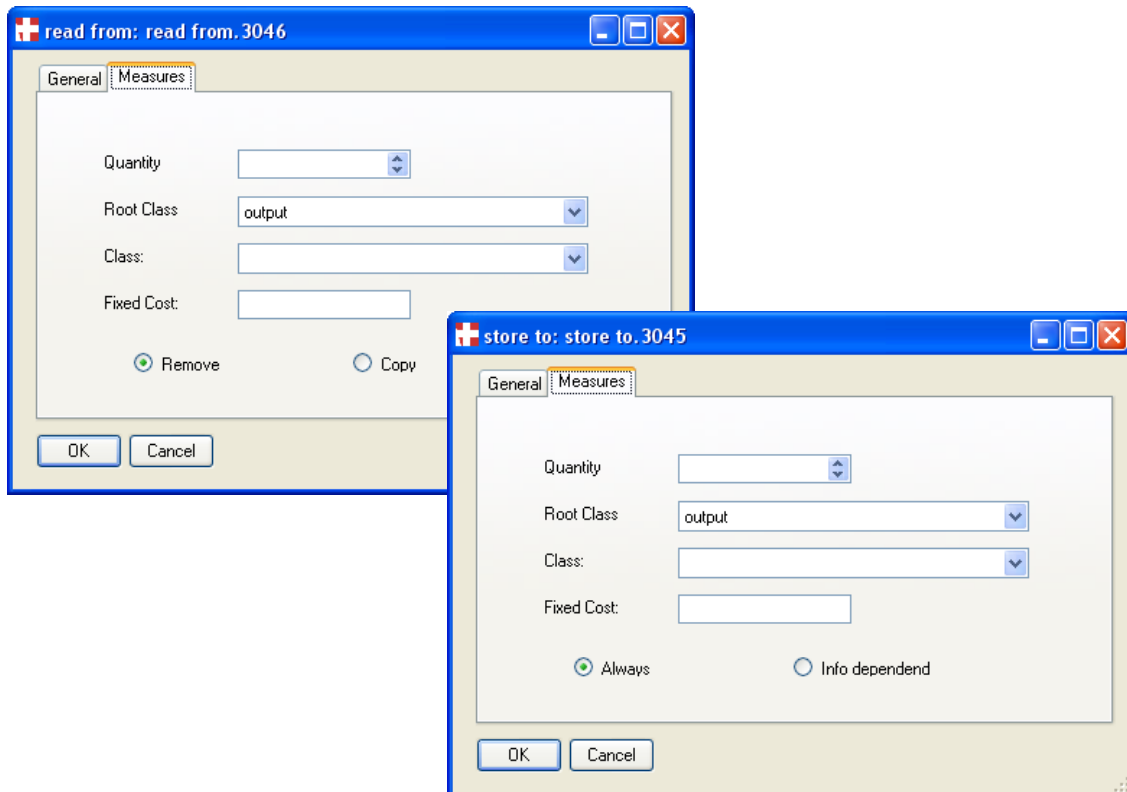 read from: read from.3046
General Measures
Quantity
Root Class output
Class:
Fixed Cost:
Remove Copy
OK Cancel
store to: store to.3045
General Measures
Quantity
Root Class output
Class:
Fixed Cost:
Always Info dependend
OK Cancel